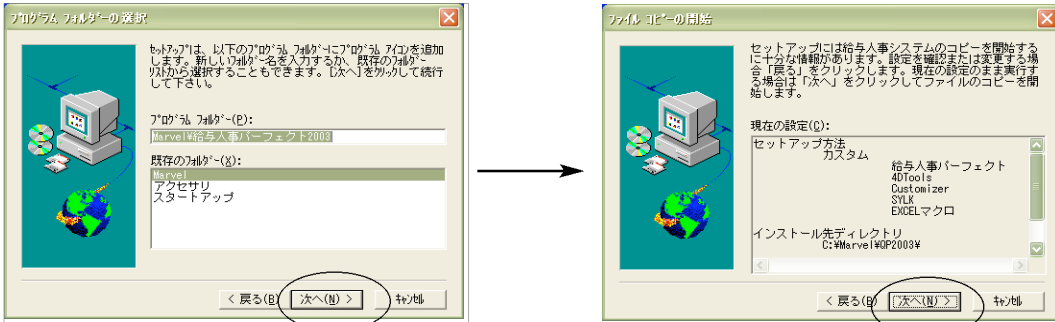 ﾌﾟﾛｸﾞﾗﾑ ﾌｫﾙﾀﾞｰの選択
ｾｯﾄｱｯﾌﾟは、以下のﾌﾟﾛｸﾞﾗﾑ ﾌｫﾙﾀﾞｰにﾌﾟﾛｸﾞﾗﾑ ｱｲｺﾝを追加
します。新しいﾌｫﾙﾀﾞｰ名を入力するか、既存のﾌｫﾙﾀﾞｰ
ﾘｽﾄから選択することもできます。［次へ］をｸﾘｯｸして続行
して下さい。
ﾌﾟﾛｸﾞﾗﾑ ﾌｫﾙﾀﾞｰ(P):
Marvel¥給与人事パーフェクト2003
既存のﾌｫﾙﾀﾞｰ(X):
Marvel
アクセサリ
スタートアップ
< 戻る(B)
次へ(N) >
ｷｬﾝｾﾙ
ﾌｧｲﾙ ｺﾋﾟｰの開始
セットアップには給与人事システムのコピーを開始する
に十分な情報があります。設定を確認または変更する場
合「戻る」をクリックします。現在の設定のまま実行す
る場合は「次へ」をクリックしてファイルのコピーを開
始します。
現在の設定(C):
セットアップ方法
カスタム
給与人事パーフェクト
4DTools
Customizer
SYLK
EXCELマクロ
インストール先ディレクトリ
C:¥Marvel¥QP2003¥
< 戻る(B)
次へ(N) >
ｷｬﾝｾﾙ